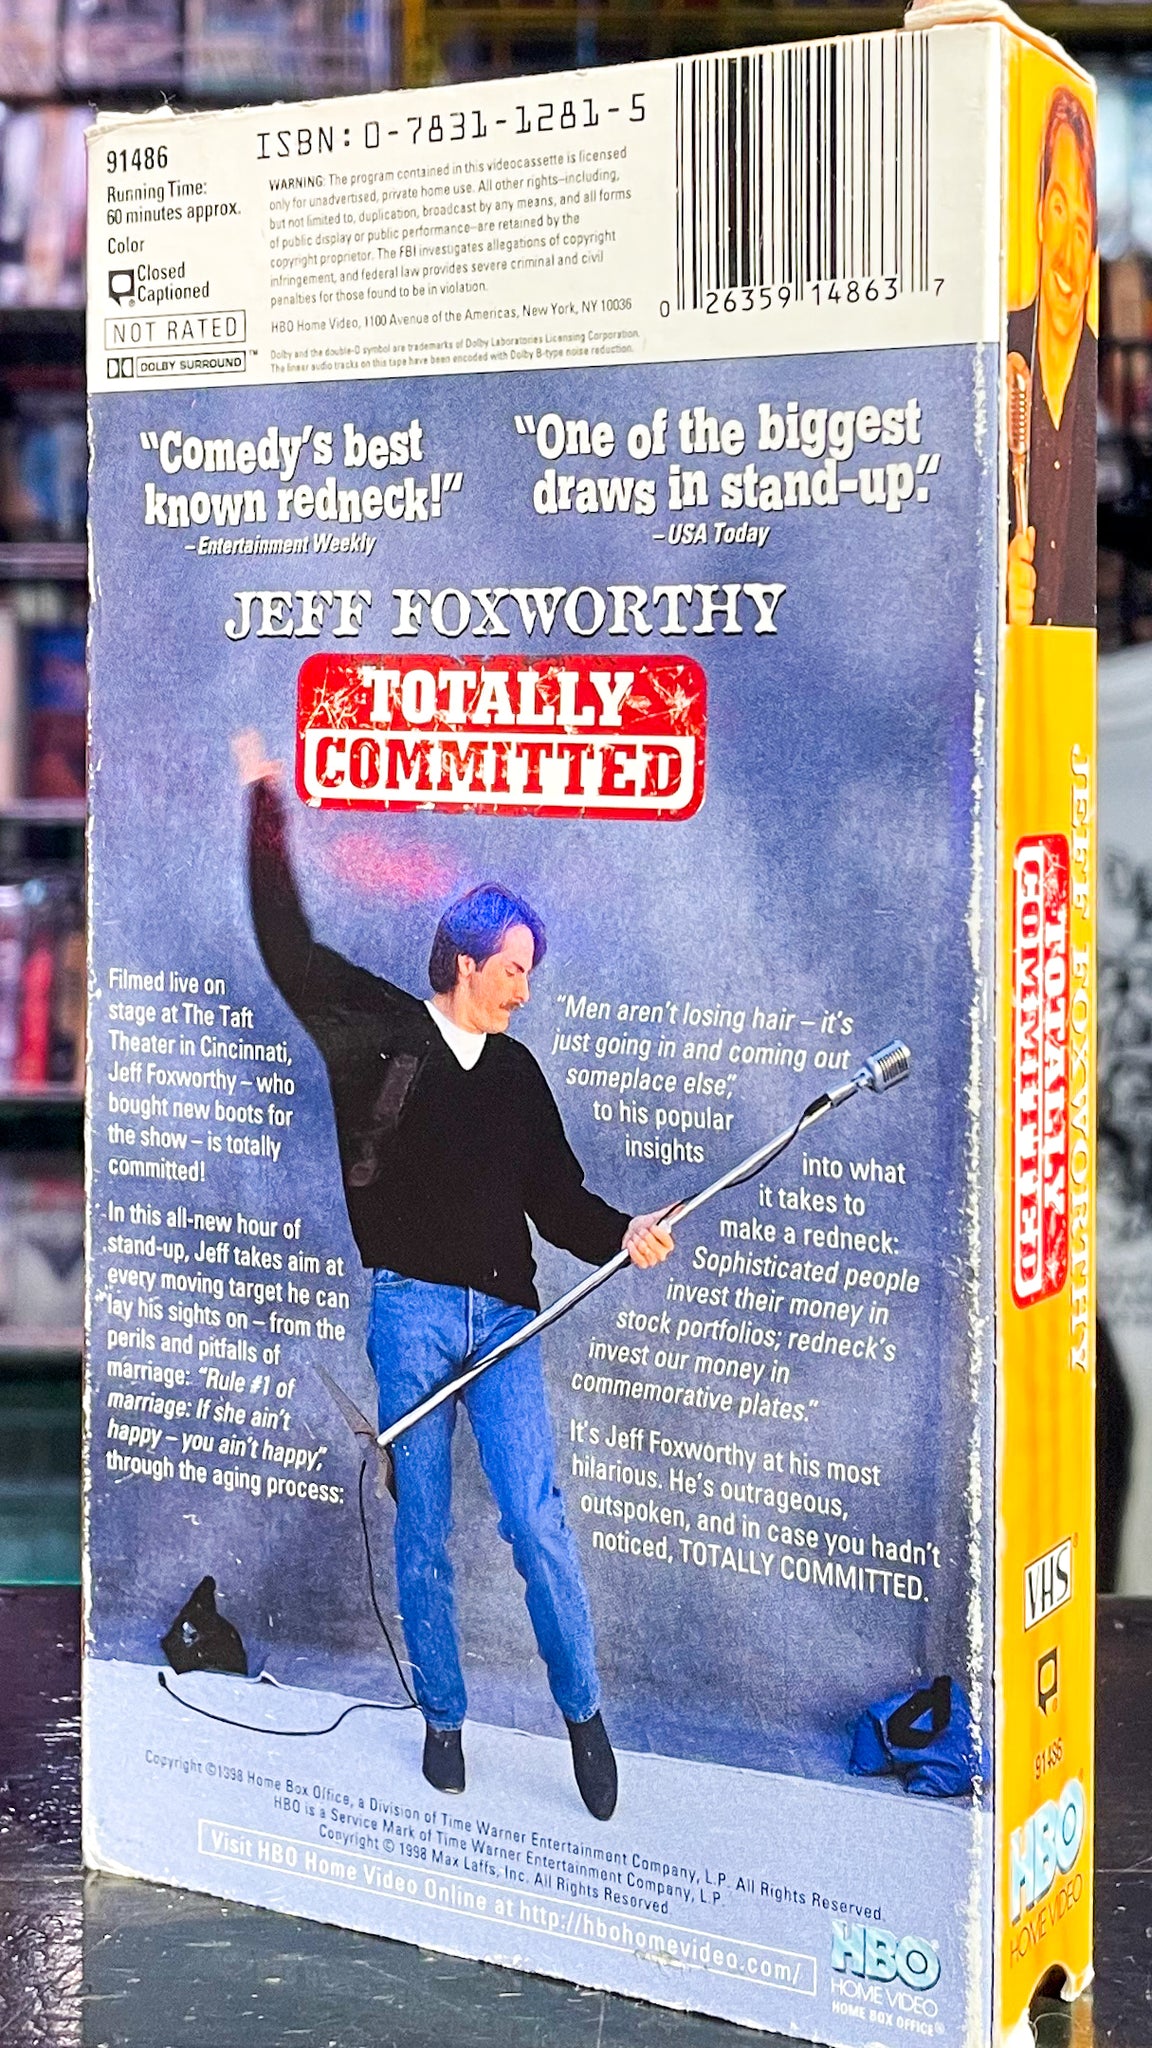 91486
Running Time:
60 minutes approx.
Color
Closed
Captioned
NOT RATED
DOLBY SURROUND™
ISBN: 0-7831-1281-5
WARNING: The program contained in this videocassette is licensed
only for unadvertised, private home use. All other rights–including,
but not limited to, duplication, broadcast by any means, and all forms
of public display or public performance–are retained by the
copyright proprietor. The FBI investigates allegations of copyright
infringement, and federal law provides severe criminal and civil
penalties for those found to be in violation.
HBO Home Video, 1100 Avenue of the Americas, New York, NY 10036
Dolby and the double-D symbol are trademarks of Dolby Laboratories Licensing Corporation.
The linear audio tracks on this tape have been encoded with Dolby B-type noise reduction.
0 26359 14863 7
"Comedy's best
known redneck!"
– Entertainment Weekly
"One of the biggest
draws in stand-up."
– USA Today
JEFF FOXWORTHY
TOTALLY
COMMITTED
Filmed live on
stage at The Taft
Theater in Cincinnati,
Jeff Foxworthy – who
bought new boots for
the show – is totally
committed!
In this all-new hour of
stand-up, Jeff takes aim at
every moving target he can
lay his sights on – from the
perils and pitfalls of
marriage: "Rule #1 of
marriage: If she ain't
happy – you ain't happy",
through the aging process:
"Men aren't losing hair – it's
just going in and coming out
someplace else",
to his popular
insights
into what
it takes to
make a redneck:
Sophisticated people
invest their money in
stock portfolios; redneck's
invest our money in
commemorative plates."
It's Jeff Foxworthy at his most
hilarious. He's outrageous,
outspoken, and in case you hadn't
noticed, TOTALLY COMMITTED.
Copyright ©1998 Home Box Office, a Division of Time Warner Entertainment Company, L.P. All Rights Reserved.
HBO is a Service Mark of Time Warner Entertainment Company, L.P.
Copyright © 1998 Max Laffs, Inc. All Rights Reserved.
Visit HBO Home Video Online at http://hbohomevideo.com/
HBO
HOME VIDEO
HOME BOX OFFICE®
JEFF FOXWORTHY
TOTALLY
COMMITTED
VHS
91486
HBO
HOME VIDEO